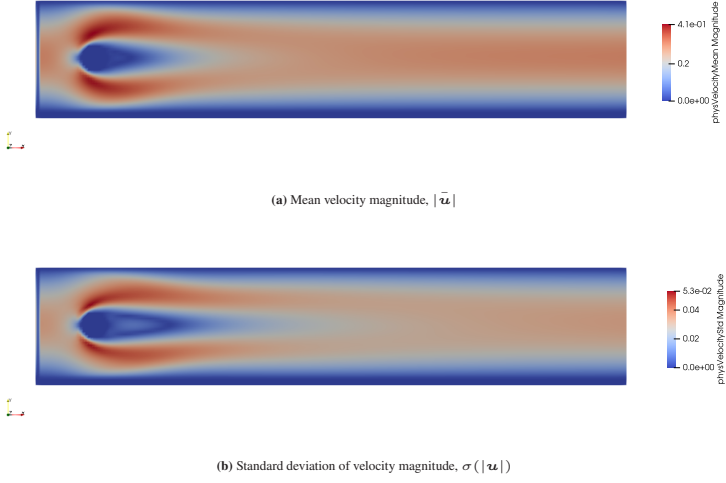 4.1e-01
0.2
0.0e+00
physVelocityMean Magnitude
(a) Mean velocity magnitude, |ū|
5.3e-02
0.04
0.02
0.0e+00
physVelocityStd Magnitude
(b) Standard deviation of velocity magnitude, σ(|u|)